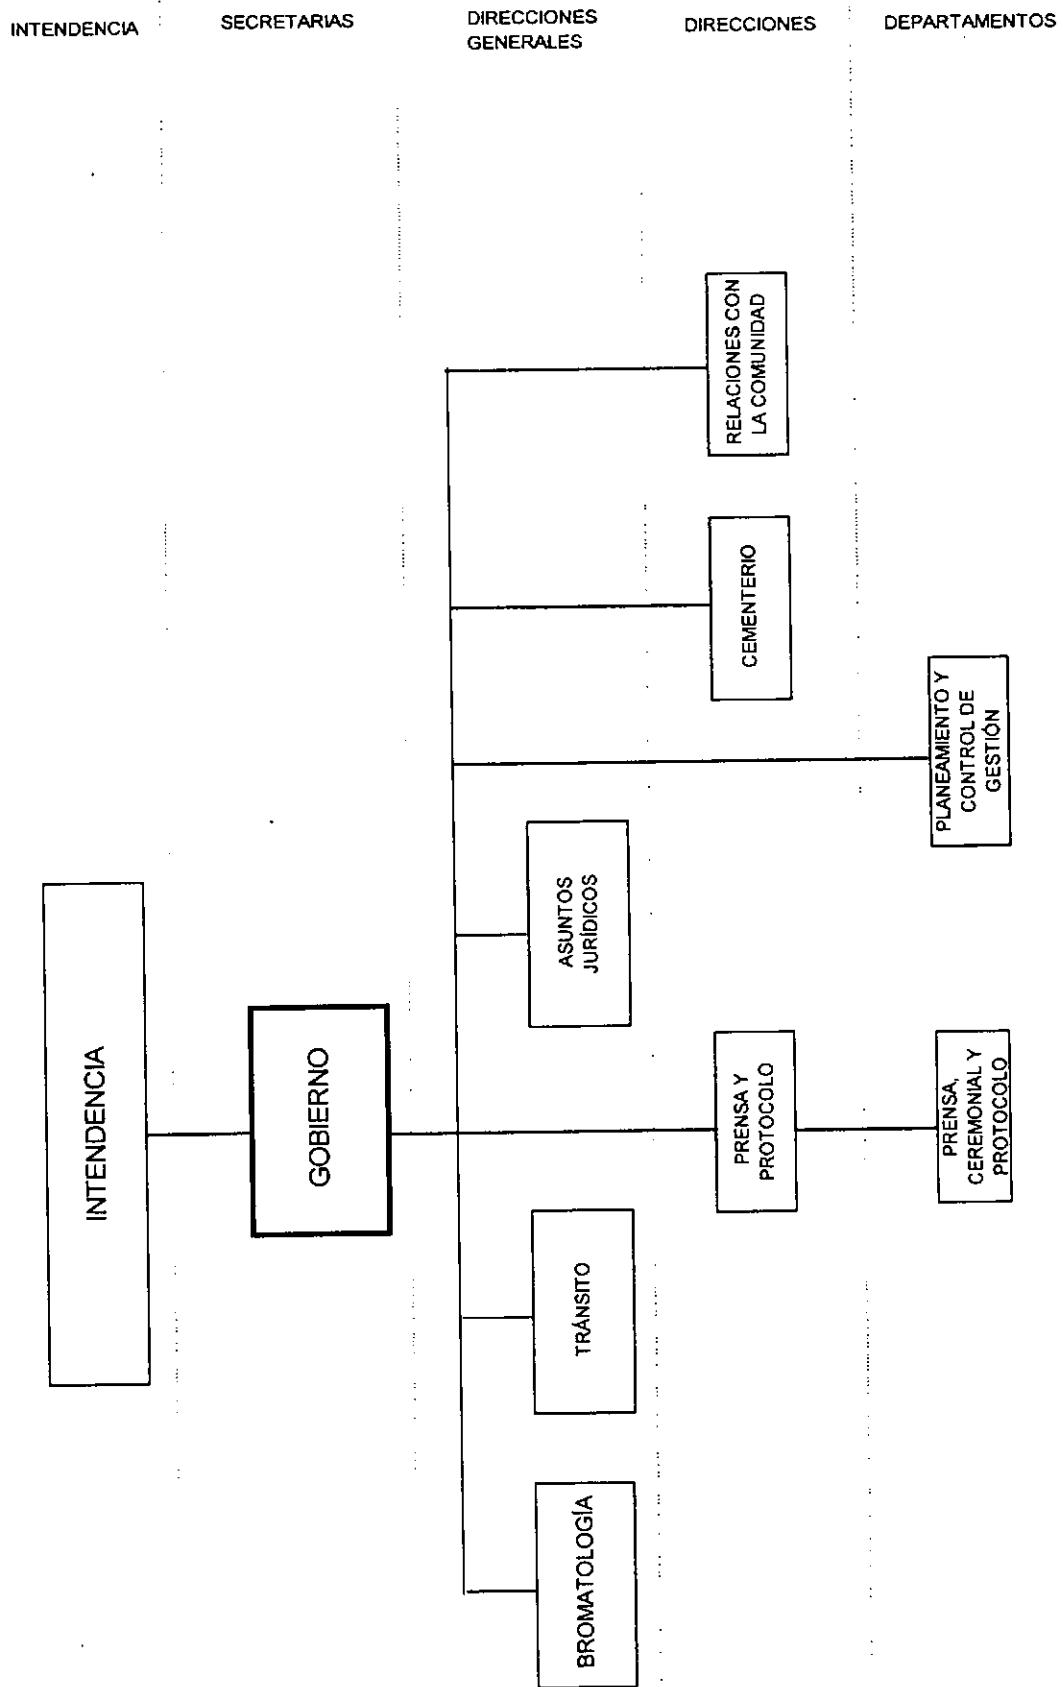 INTENDENCIA
SECRETARIAS
DIRECCIONES
GENERALES
DIRECCIONES
DEPARTAMENTOS
INTENDENCIA
GOBIERNO
BROMATOLOGÍA
TRÁNSITO
ASUNTOS
JURÍDICOS
PRENSA Y
PROTOCOLO
CEMENTERIO
RELACIONES CON
LA COMUNIDAD
PRENSA,
CEREMONIAL Y
PROTOCOLO
PLANEAMIENTO Y
CONTROL DE
GESTIÓN